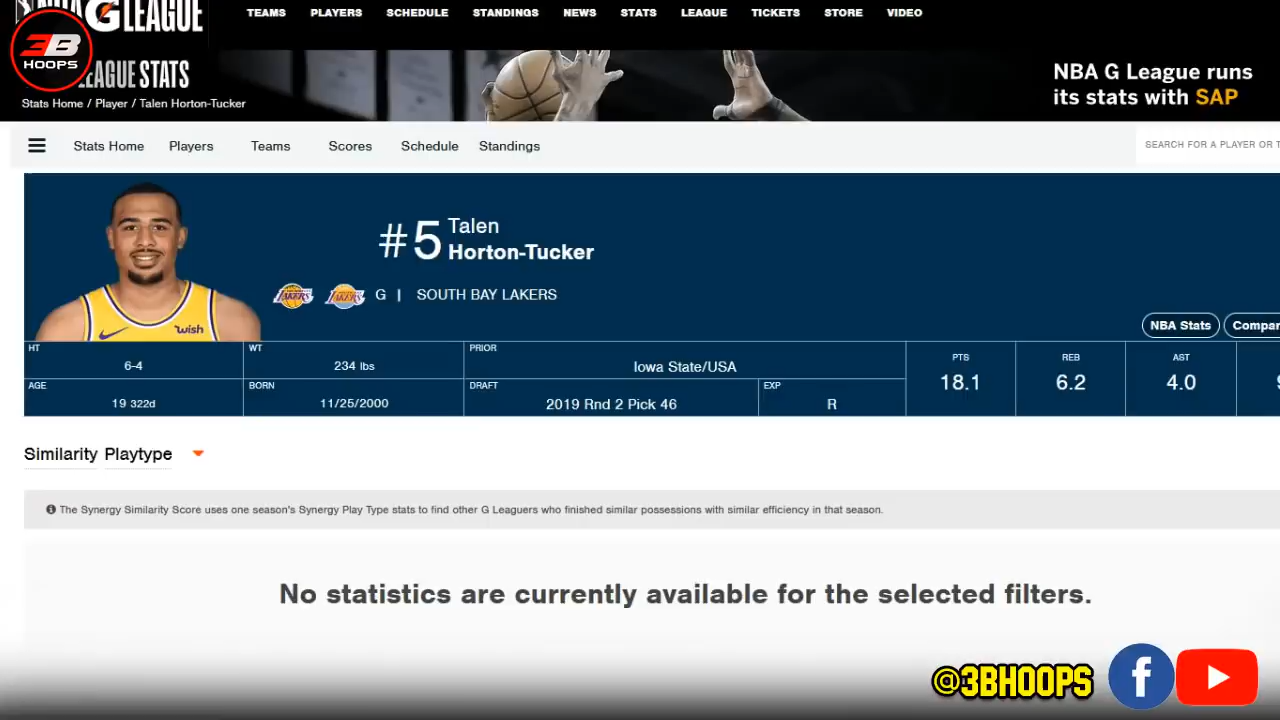 G LEAGUE
TEAMS PLAYERS SCHEDULE STANDINGS NEWS STATS LEAGUE TICKETS STORE VIDEO
3B
HOOPS
LEAGUE STATS
Stats Home / Player / Talen Horton-Tucker
NBA G League runs
its stats with SAP
Stats Home Players Teams Scores Schedule Standings
SEARCH FOR A PLAYER OR T
#5 Talen
Horton-Tucker
LAKERS LAKERS G | SOUTH BAY LAKERS
wish
NBA Stats Compar
HT 6-4 WT 234 lbs PRIOR Iowa State/USA
AGE 19 322d BORN 11/25/2000 DRAFT 2019 Rnd 2 Pick 46 EXP R
PTS REB AST
18.1 6.2 4.0
Similarity Playtype
The Synergy Similarity Score uses one season's Synergy Play Type stats to find other G Leaguers who finished similar possessions with similar efficiency in that season.
No statistics are currently available for the selected filters.
@3BHOOPS